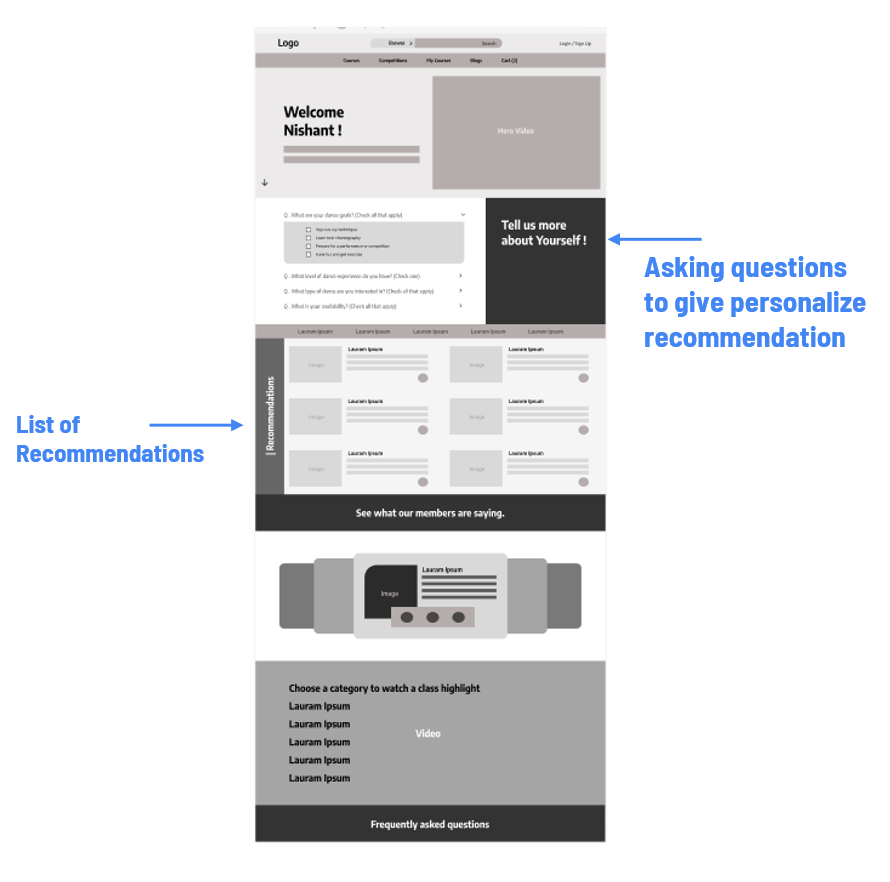 Logo
Browse >
Search
Login / Sign Up
Courses Competitions My Courses Blogs Cart (2)
Welcome
Nishant !
Hero Video
Q . What are your dance goals? (Check all that apply)
Improve my technique
Learn new choreography
Prepare for a performance or competition
Have fun and get exercise
Q . What level of dance experience do you have? (Check one)
Q . What type of dance are you interested in? (Check all that apply)
Q . What is your availability? (Check all that apply)
Tell us more
about Yourself !
Asking questions
to give personalize
recommendation
Lauram Ipsum Lauram Ipsum Lauram Ipsum Lauram Ipsum Lauram Ipsum
List of
Recommendations
| Recommendations
Image
Lauram Ipsum
Image
Lauram Ipsum
Image
Lauram Ipsum
Image
Lauram Ipsum
Image
Lauram Ipsum
Image
Lauram Ipsum
See what our members are saying.
Image
Lauram Ipsum
Choose a category to watch a class highlight
Lauram Ipsum
Lauram Ipsum
Lauram Ipsum
Lauram Ipsum
Lauram Ipsum
Video
Frequently asked questions